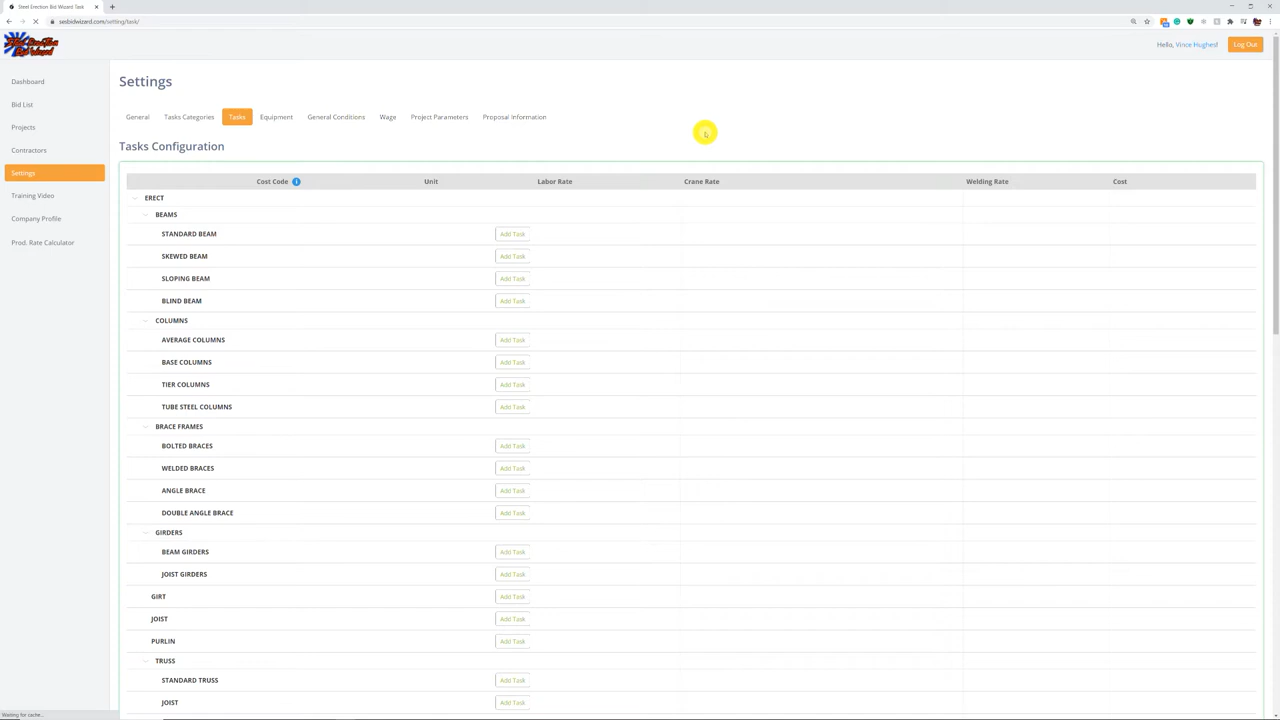 Steel Erection Bid Wizard Task
sesbidwizard.com/setting/task/
Steel Erection
Bid Wizard
Hello, Vince Hughes!
Log Out
Dashboard
Bid List
Projects
Contractors
Settings
Training Video
Company Profile
Prod. Rate Calculator
Settings
General Tasks Categories Tasks Equipment General Conditions Wage Project Parameters Proposal Information
Tasks Configuration
Cost Code Unit Labor Rate Crane Rate Welding Rate Cost
ERECT
BEAMS
STANDARD BEAM Add Task
SKEWED BEAM Add Task
SLOPING BEAM Add Task
BLIND BEAM Add Task
COLUMNS
AVERAGE COLUMNS Add Task
BASE COLUMNS Add Task
TIER COLUMNS Add Task
TUBE STEEL COLUMNS Add Task
BRACE FRAMES
BOLTED BRACES Add Task
WELDED BRACES Add Task
ANGLE BRACE Add Task
DOUBLE ANGLE BRACE Add Task
GIRDERS
BEAM GIRDERS Add Task
JOIST GIRDERS Add Task
GIRT Add Task
JOIST Add Task
PURLIN Add Task
TRUSS
STANDARD TRUSS Add Task
JOIST Add Task
Waiting for cache...